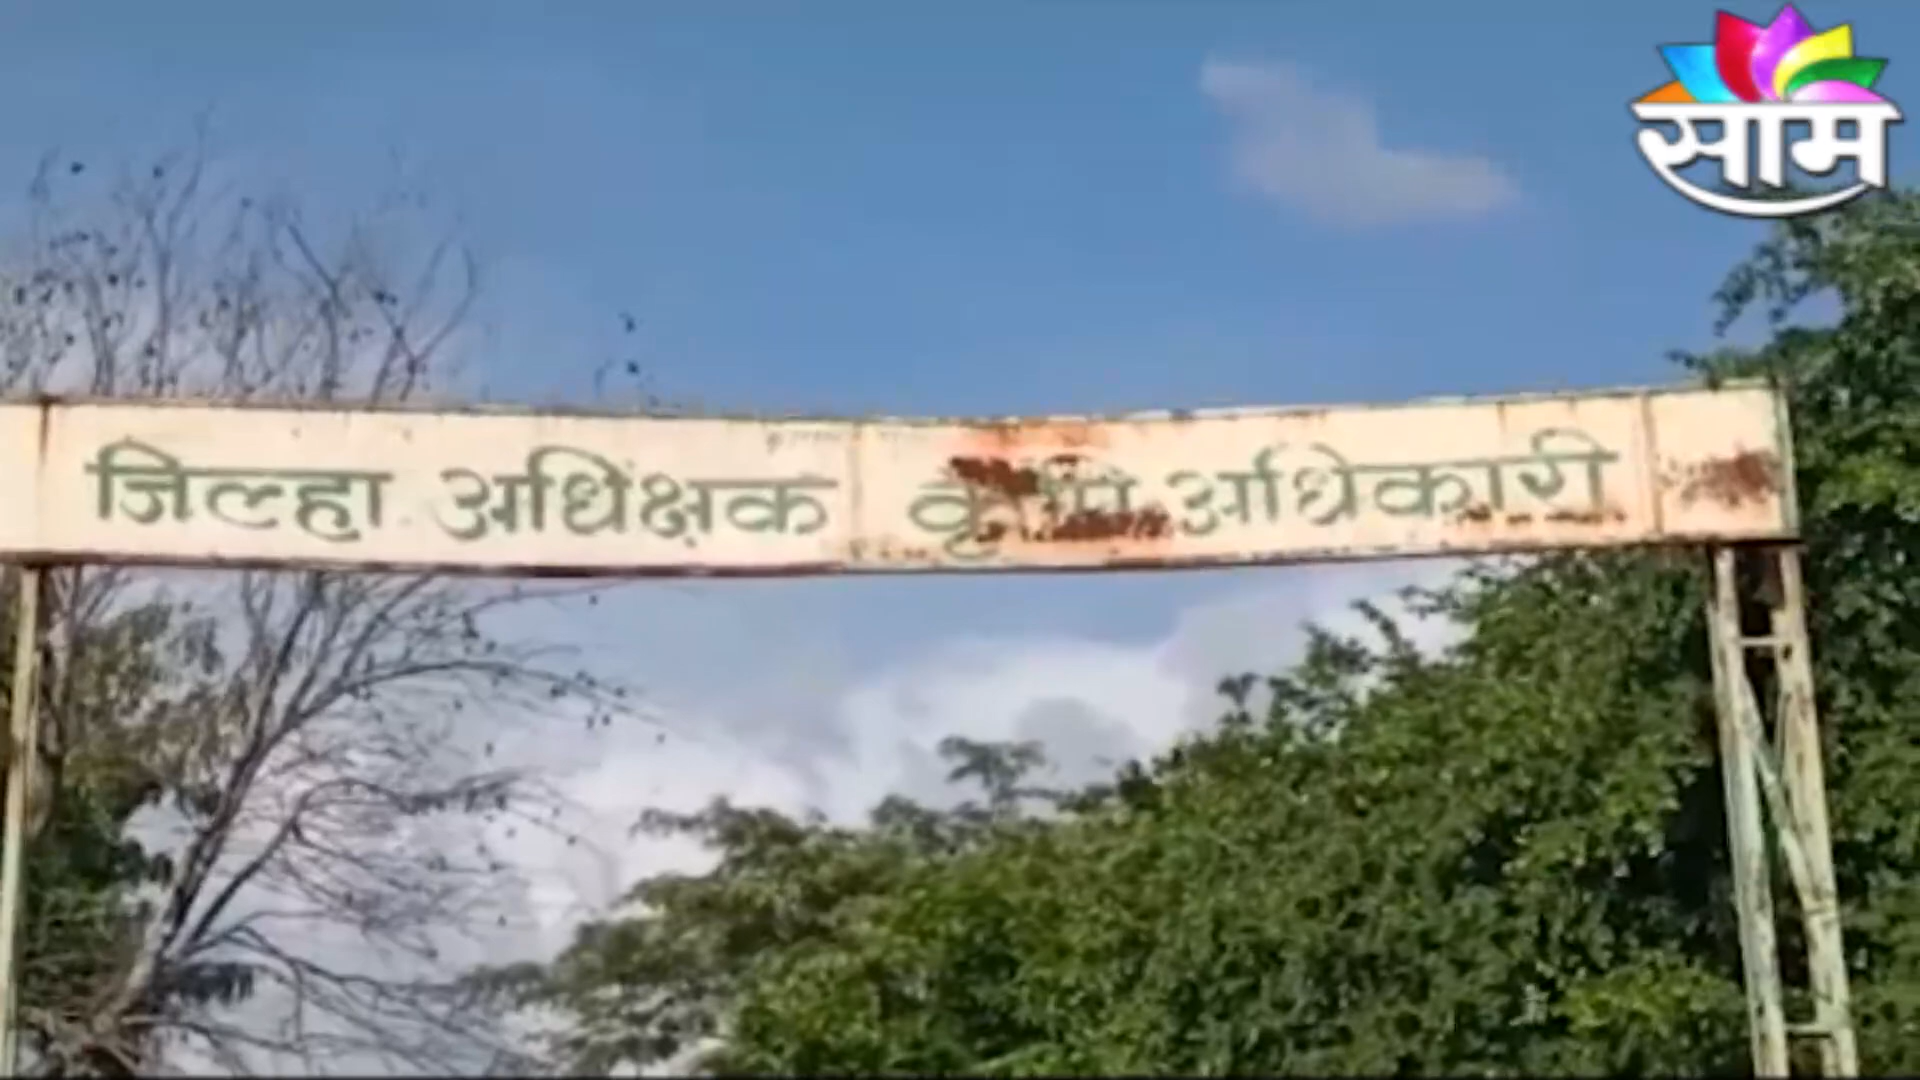 साम
जिल्हा अधिक्षक कृषि अधिकारी